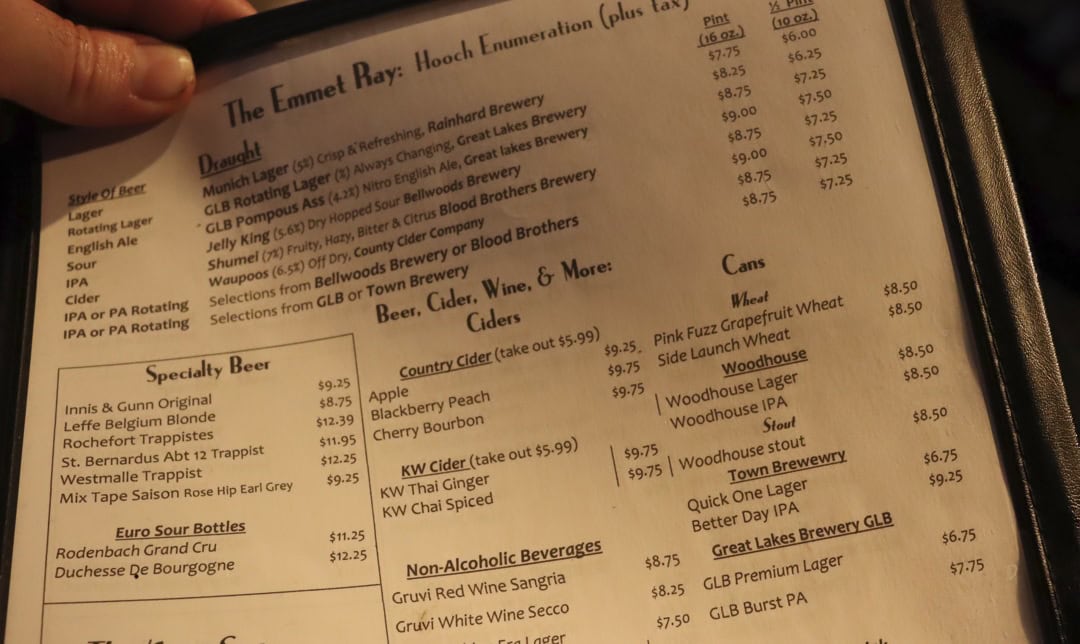 The Emmet Ray: Hooch Enumeration (plus tax)
Style Of Beer
Draught
Pint (16 oz.)
½ Pint (10 oz.)
Lager Munich Lager (5%) Crisp & Refreshing, Rainhard Brewery $7.75 $6.00
Rotating Lager GLB Rotating Lager (%) Always Changing, Great Lakes Brewery $8.25 $6.25
English Ale GLB Pompous Ass (4.2%) Nitro English Ale, Great lakes Brewery $8.75 $7.25
Sour Jelly King (5.6%) Dry Hopped Sour Bellwoods Brewery $9.00 $7.50
IPA Shumel (7%) Fruity, Hazy, Bitter & Citrus Blood Brothers Brewery $8.75 $7.25
Cider Waupoos (6.5%) Off Dry, County Cider Company $9.00 $7,50
IPA or PA Rotating Selections from Bellwoods Brewery or Blood Brothers $8.75 $7.25
IPA or PA Rotating Selections from GLB or Town Brewery $8.75 $7.25
Beer, Cider, Wine, & More:
Specialty Beer
Innis & Gunn Original $9.25
Leffe Belgium Blonde $8.75
Rochefort Trappistes $12.39
St. Bernardus Abt 12 Trappist $11.95
Westmalle Trappist $12.25
Mix Tape Saison Rose Hip Earl Grey $9.25
Euro Sour Bottles
Rodenbach Grand Cru $11.25
Duchesse De Bourgogne $12.25
Ciders
Country Cider (take out $5.99)
Apple $9.25
Blackberry Peach $9.75
Cherry Bourbon $9.75
KW Cider (take out $5.99)
KW Thai Ginger $9.75
KW Chai Spiced $9.75
Non-Alcoholic Beverages
Gruvi Red Wine Sangria $8.75
Gruvi White Wine Secco $8.25
Lager $7.50
Cans
Wheat
Pink Fuzz Grapefruit Wheat $8.50
Side Launch Wheat $8.50
Woodhouse
Woodhouse Lager $8.50
Woodhouse IPA $8.50
Stout
Woodhouse stout $8.50
Town Brewewry
Quick One Lager $6.75
Better Day IPA $9.25
Great Lakes Brewery GLB
GLB Premium Lager $6.75
GLB Burst PA $7.75